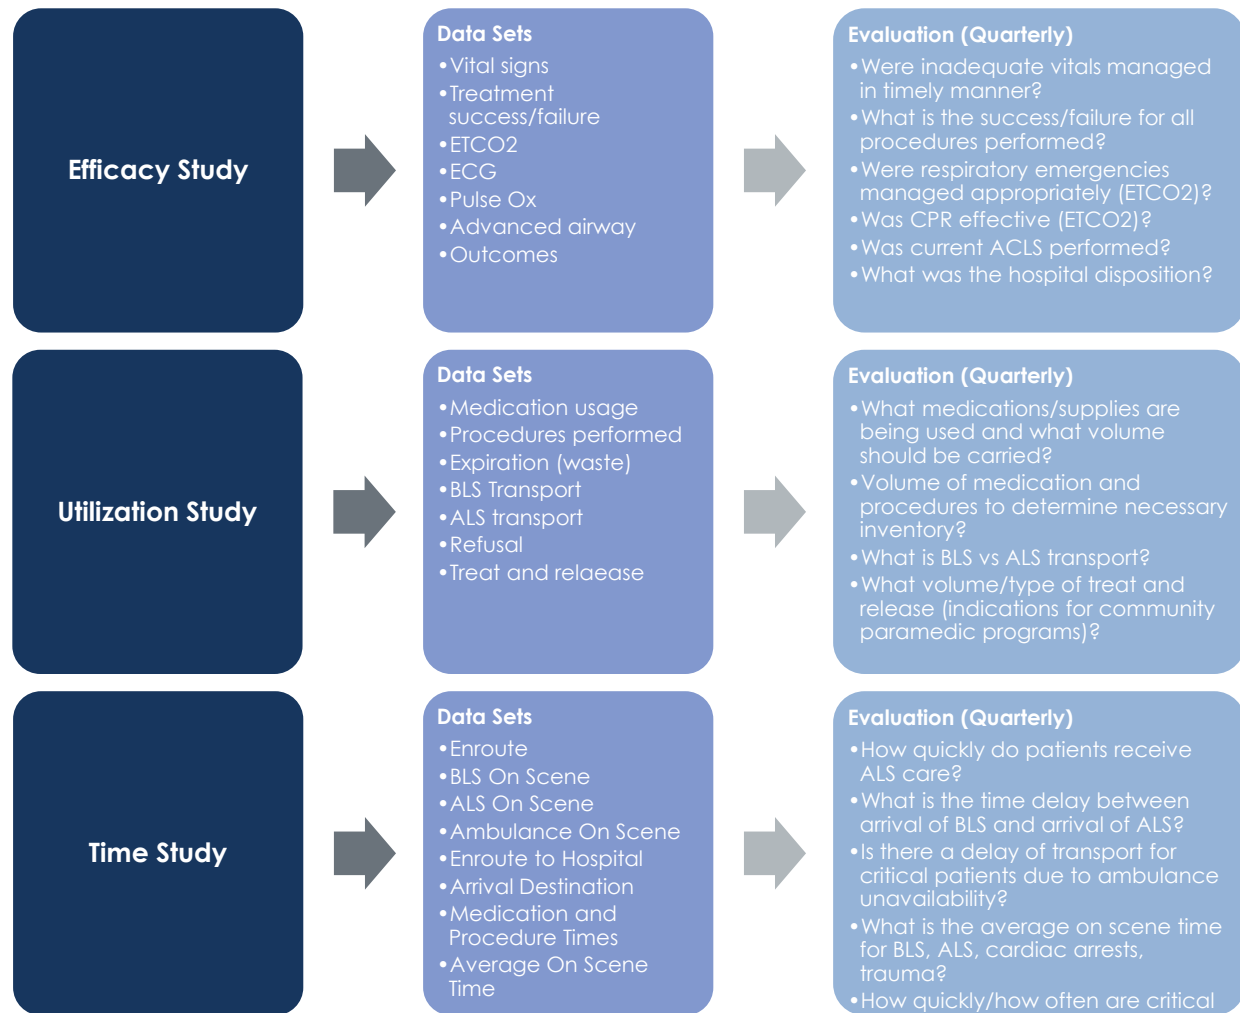 Efficacy Study
Data Sets
•Vital signs
•Treatment
success/failure
•ETCO2
•ECG
•Pulse Ox
•Advanced airway
•Outcomes
Evaluation (Quarterly)
•Were inadequate vitals managed
in timely manner?
•What is the success/failure for all
procedures performed?
•Were respiratory emergencies
managed appropriately (ETCO2)?
•Was CPR effective (ETCO2)?
•Was current ACLS performed?
•What was the hospital disposition?
Utilization Study
Data Sets
•Medication usage
•Procedures performed
•Expiration (waste)
•BLS Transport
•ALS transport
•Refusal
•Treat and relaease
Evaluation (Quarterly)
•What medications/supplies are
being used and what volume
should be carried?
•Volume of medication and
procedures to determine necessary
inventory?
•What is BLS vs ALS transport?
•What volume/type of treat and
release (indications for community
paramedic programs)?
Time Study
Data Sets
•Enroute
•BLS On Scene
•ALS On Scene
•Ambulance On Scene
•Enroute to Hospital
•Arrival Destination
•Medication and
Procedure Times
•Average On Scene
Time
Evaluation (Quarterly)
•How quickly do patients receive
ALS care?
•What is the time delay between
arrival of BLS and arrival of ALS?
•Is there a delay of transport for
critical patients due to ambulance
unavailability?
•What is the average on scene time
for BLS, ALS, cardiac arrests,
trauma?
•How quickly/how often are critical